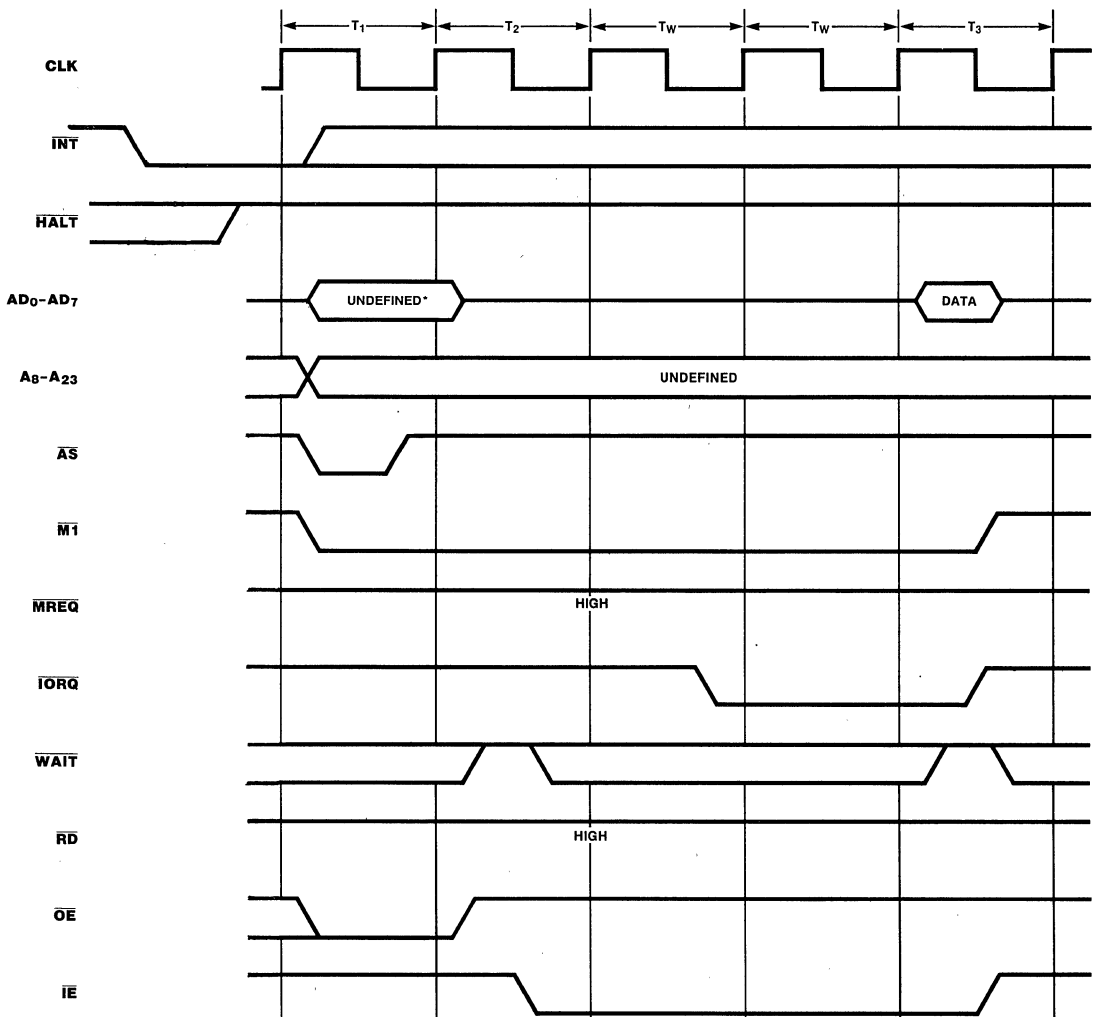 T1 T2 TW TW T3
CLK
INT
HALT
AD0–AD7 UNDEFINED* DATA
A8–A23 UNDEFINED
AS
M1
MREQ HIGH
IORQ
WAIT
RD HIGH
OE
IE